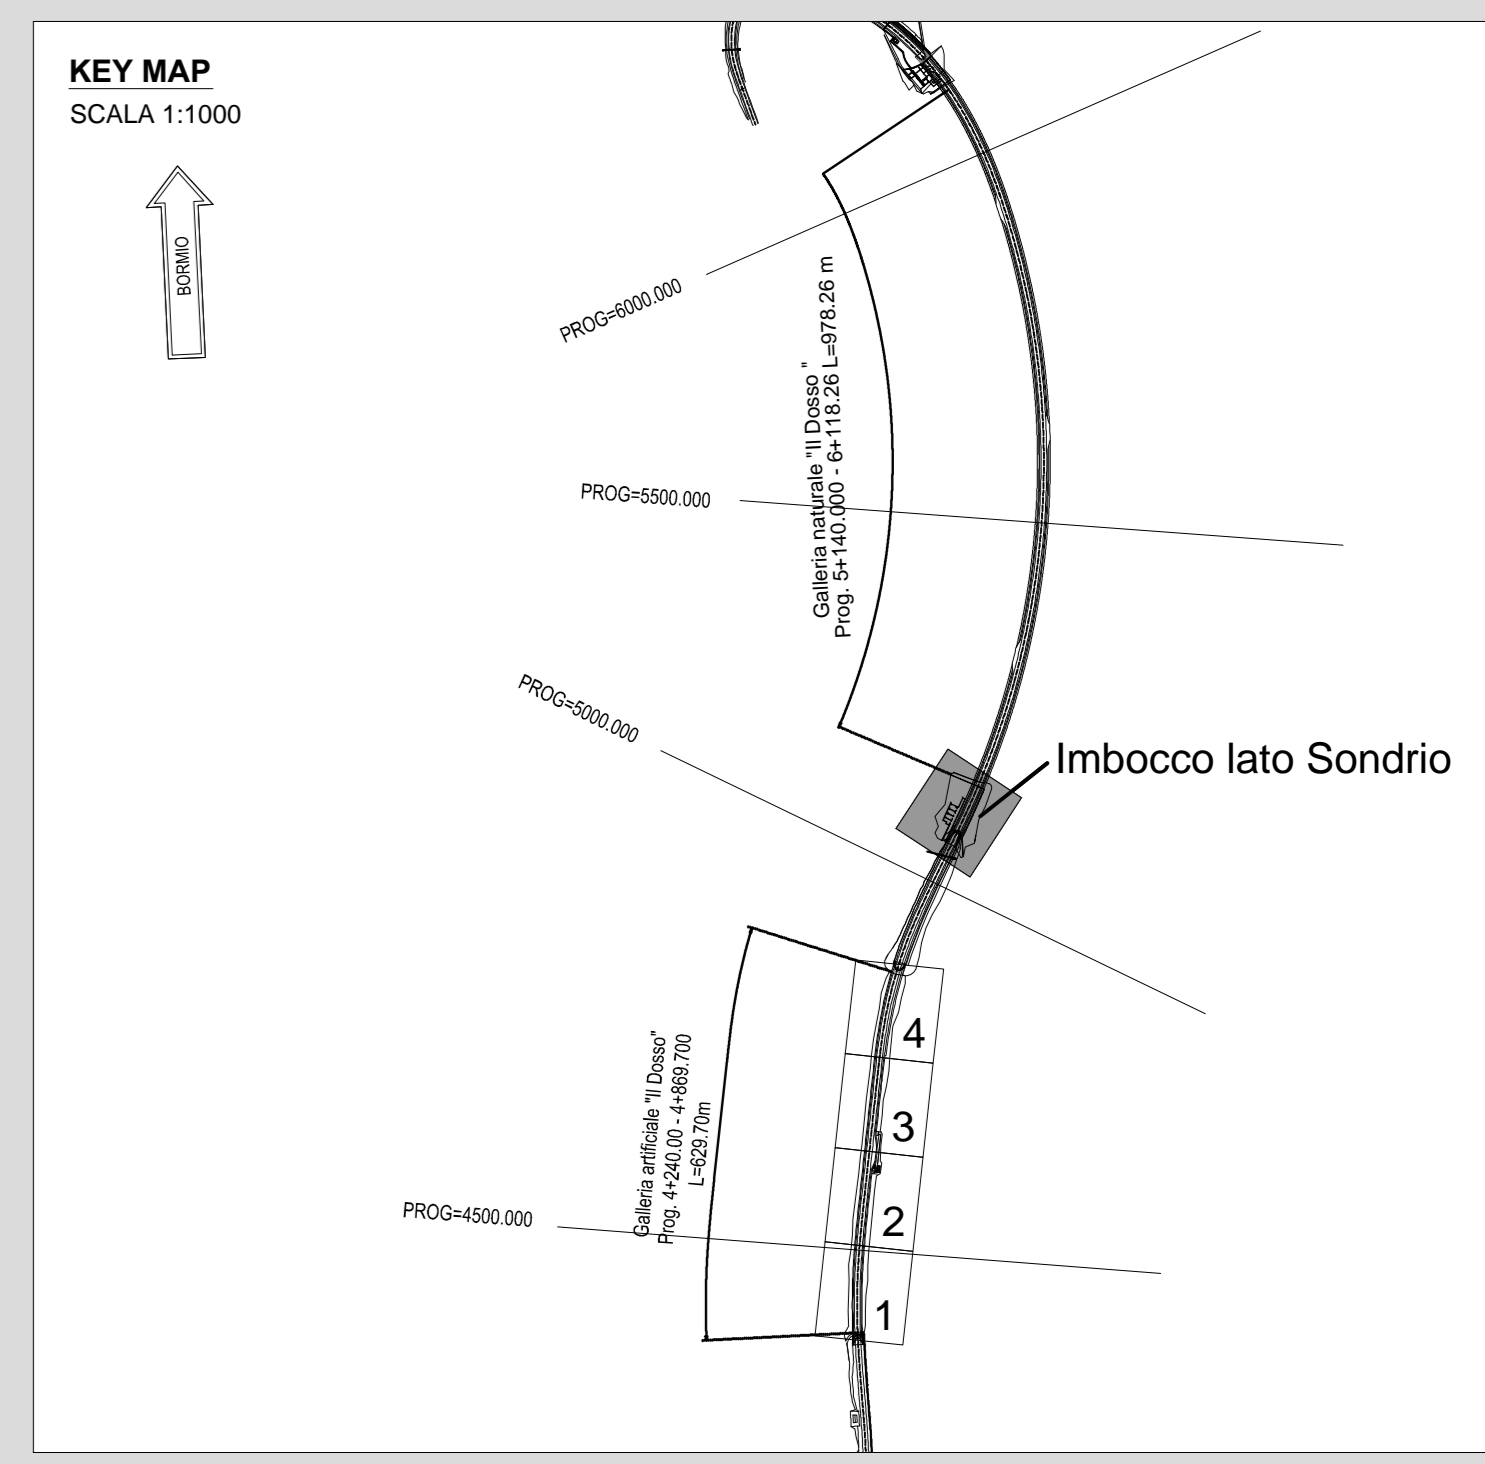 KEY MAP
SCALA 1:1000
BORMIO
PROG=6000.000
Galleria naturale "Il Dosso "
Prog. 5+140.000 - 6+118.26 L=978.26 m
PROG=5500.000
PROG=5000.000
Imbocco lato Sondrio
Galleria artificiale "Il Dosso"
Prog. 4+240.00 - 4+869.700
L=629.70m
4
3
2
PROG=4500.000
1